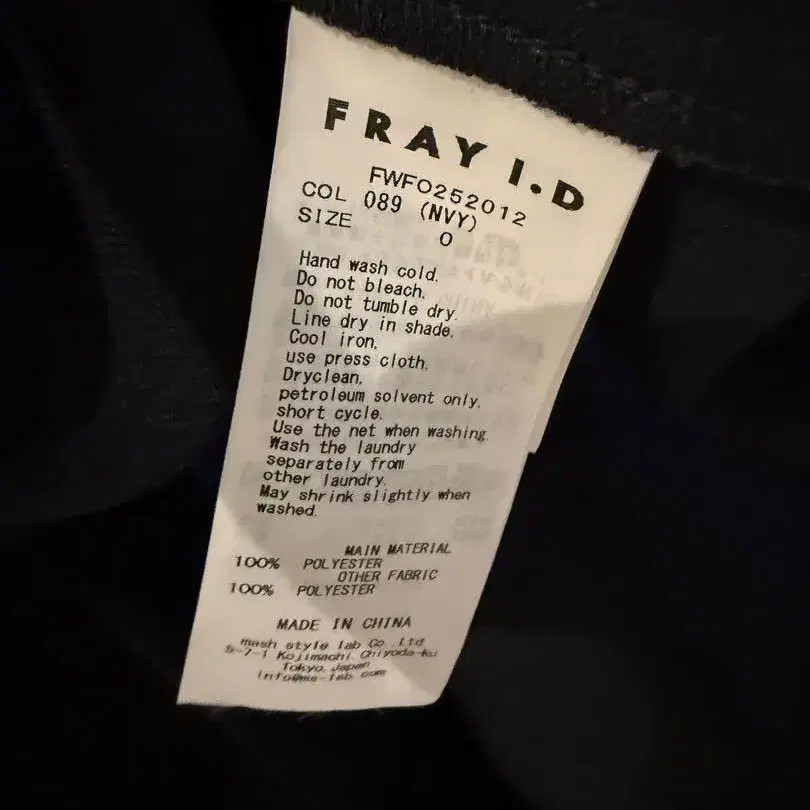 FRAY I.D
FWFO252012
COL 089 (NVY)
SIZE 0
Hand wash cold.
Do not bleach.
Do not tumble dry.
Line dry in shade.
Cool iron,
use press cloth.
Dryclean,
petroleum solvent only,
short cycle.
Use the net when washing.
Wash the laundry
separately from
other laundry.
May shrink slightly when
washed.
MAIN MATERIAL
100% POLYESTER
OTHER FABRIC
100% POLYESTER
MADE IN CHINA
mash style lab Co.,Ltd
5-7-1 Kojimachi, Chiyoda-ku
Tokyo, Japan
info@ms-lab.com